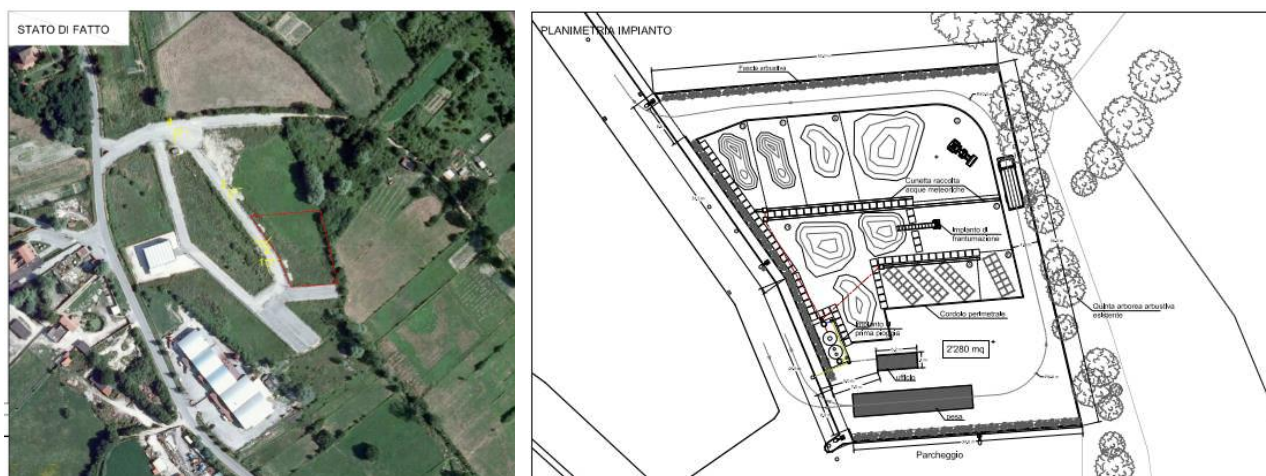 STATO DI FATTO
PLANIMETRIA IMPIANTO
Fascia arbustiva
Cunetta raccolta
acque meteoriche
Impianto di
frantumazione
Quinta arborea arbustiva
esistente
Cordolo perimetrale
Impianto di
prima pioggia
2'280 mq
ufficio
pesa
Parcheggio